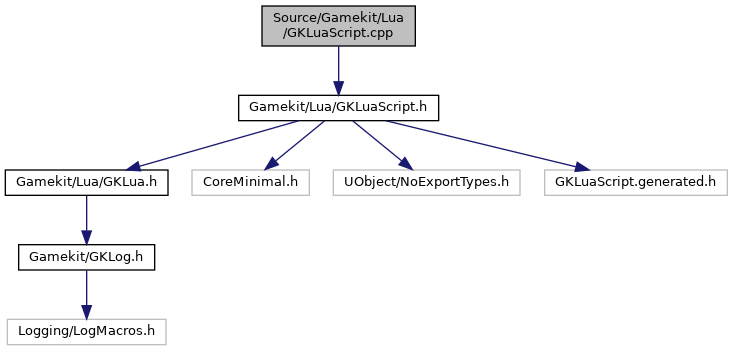 Source/Gamekit/Lua
/GKLuaScript.cpp
Gamekit/Lua/GKLuaScript.h
Gamekit/Lua/GKLua.h
CoreMinimal.h
UObject/NoExportTypes.h
GKLuaScript.generated.h
Gamekit/GKLog.h
Logging/LogMacros.h